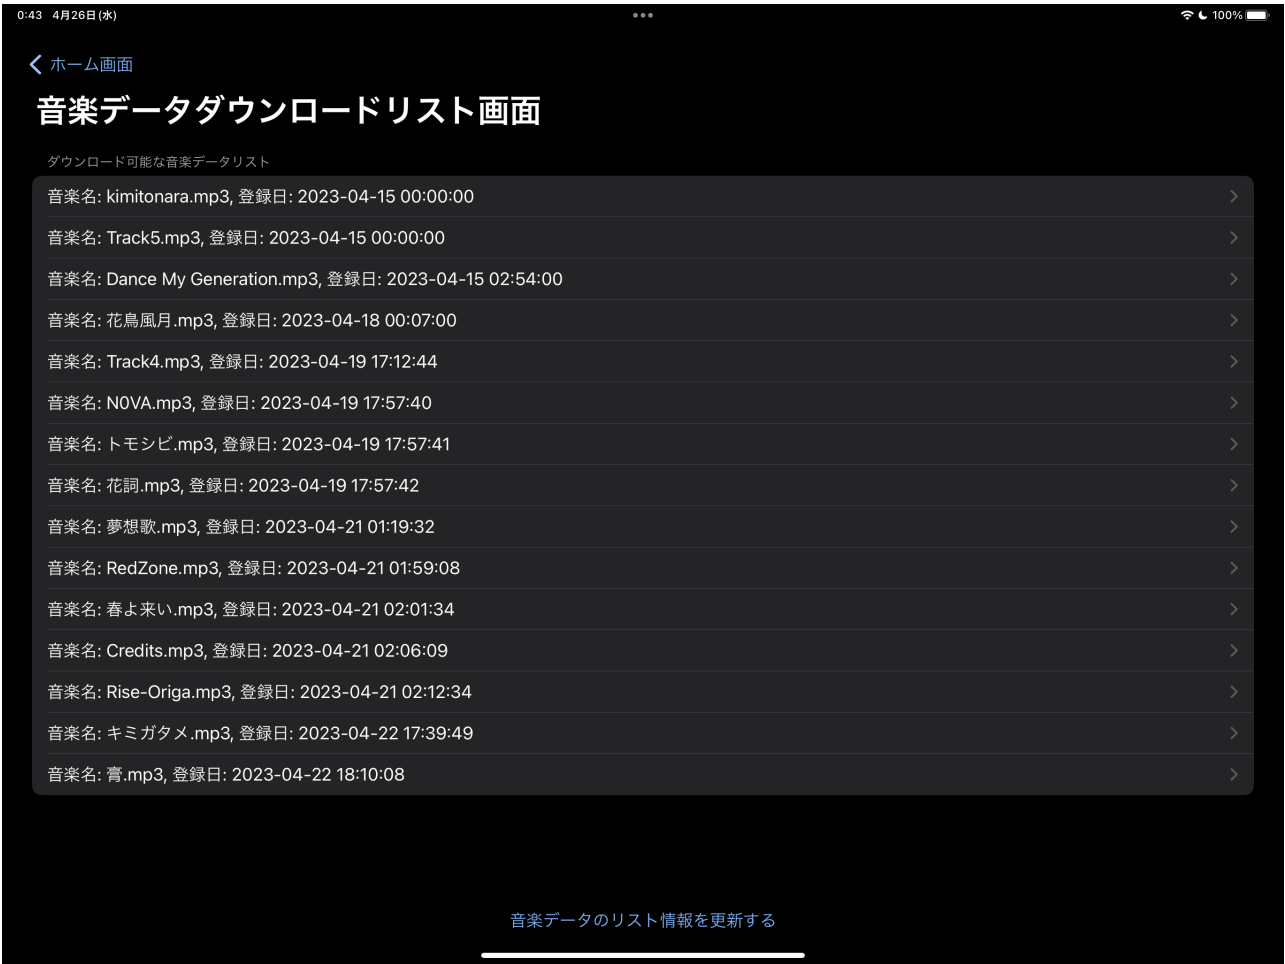 0:43 4月26日(水)
100%
ホーム画面
音楽データダウンロードリスト画面
ダウンロード可能な音楽データリスト
音楽名: kimitonara.mp3, 登録日: 2023-04-15 00:00:00
音楽名: Track5.mp3, 登録日: 2023-04-15 00:00:00
音楽名: Dance My Generation.mp3, 登録日: 2023-04-15 02:54:00
音楽名: 花鳥風月.mp3, 登録日: 2023-04-18 00:07:00
音楽名: Track4.mp3, 登録日: 2023-04-19 17:12:44
音楽名: N0VA.mp3, 登録日: 2023-04-19 17:57:40
音楽名: トモシビ.mp3, 登録日: 2023-04-19 17:57:41
音楽名: 花詞.mp3, 登録日: 2023-04-19 17:57:42
音楽名: 夢想歌.mp3, 登録日: 2023-04-21 01:19:32
音楽名: RedZone.mp3, 登録日: 2023-04-21 01:59:08
音楽名: 春よ来い.mp3, 登録日: 2023-04-21 02:01:34
音楽名: Credits.mp3, 登録日: 2023-04-21 02:06:09
音楽名: Rise-Origa.mp3, 登録日: 2023-04-21 02:12:34
音楽名: キミガタメ.mp3, 登録日: 2023-04-22 17:39:49
音楽名: 膏.mp3, 登録日: 2023-04-22 18:10:08
音楽データのリスト情報を更新する